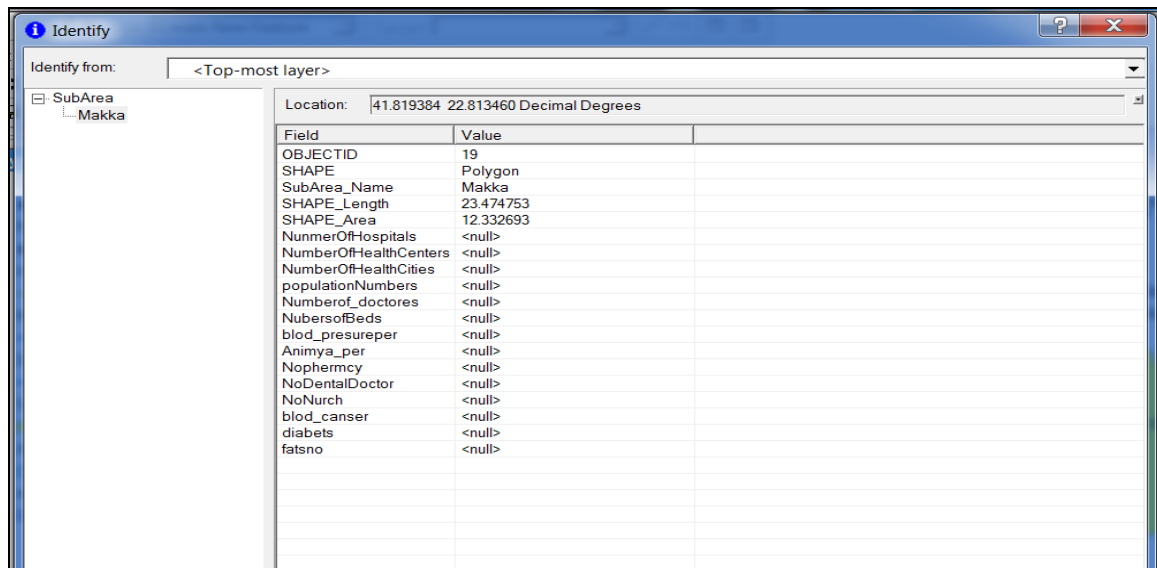 Identify
Identify from: <Top-most layer>
SubArea
Makka
Location: 41.819384 22.813460 Decimal Degrees
Field Value
OBJECTID 19
SHAPE Polygon
SubArea_Name Makka
SHAPE_Length 23.474753
SHAPE_Area 12.332693
NunmerOfHospitals <null>
NumberOfHealthCenters <null>
NumberOfHealthCities <null>
populationNumbers <null>
Numberof_doctores <null>
NubersofBeds <null>
blod_presureper <null>
Animya_per <null>
Nophermcy <null>
NoDentalDoctor <null>
NoNurch <null>
blod_canser <null>
diabets <null>
fatsno <null>